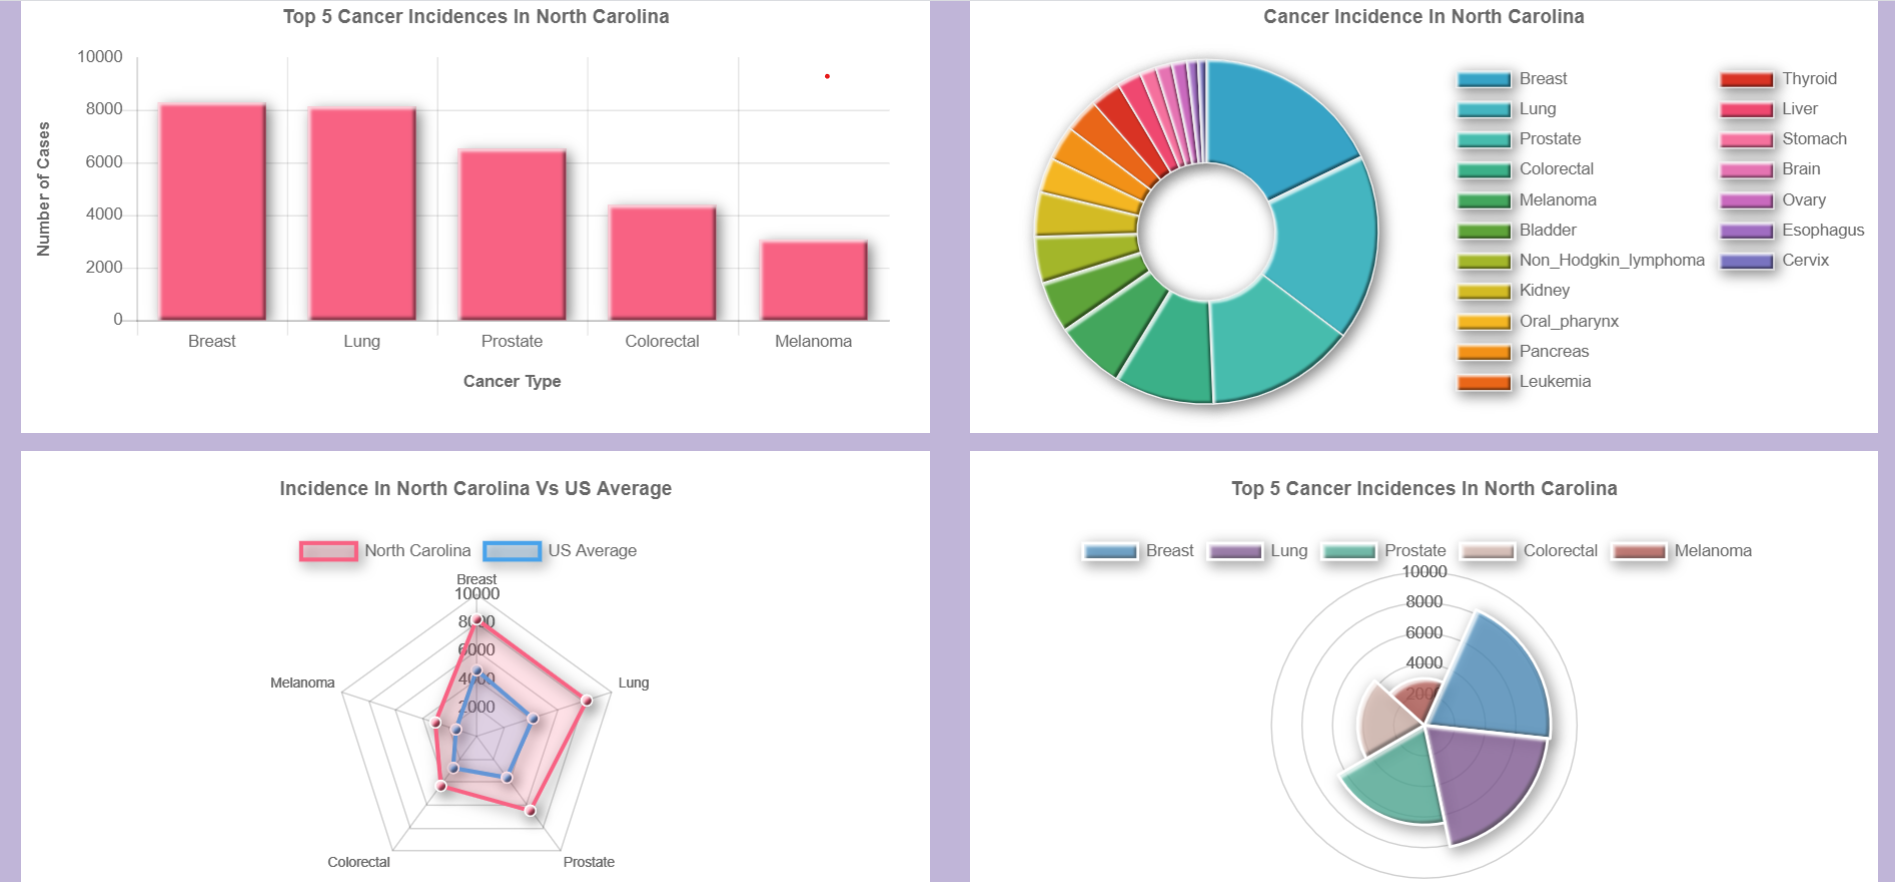 Top 5 Cancer Incidences In North Carolina
10000
8000
6000
4000
2000
0
Number of Cases
Breast Lung Prostate Colorectal Melanoma
Cancer Type
Cancer Incidence In North Carolina
Breast
Lung
Prostate
Colorectal
Melanoma
Bladder
Non_Hodgkin_lymphoma
Kidney
Oral_pharynx
Pancreas
Leukemia
Thyroid
Liver
Stomach
Brain
Ovary
Esophagus
Cervix
Incidence In North Carolina Vs US Average
North Carolina US Average
Breast
10000
8000
6000
4000
2000
Melanoma
Lung
Colorectal
Prostate
Top 5 Cancer Incidences In North Carolina
Breast Lung Prostate Colorectal Melanoma
10000
8000
6000
4000
2000